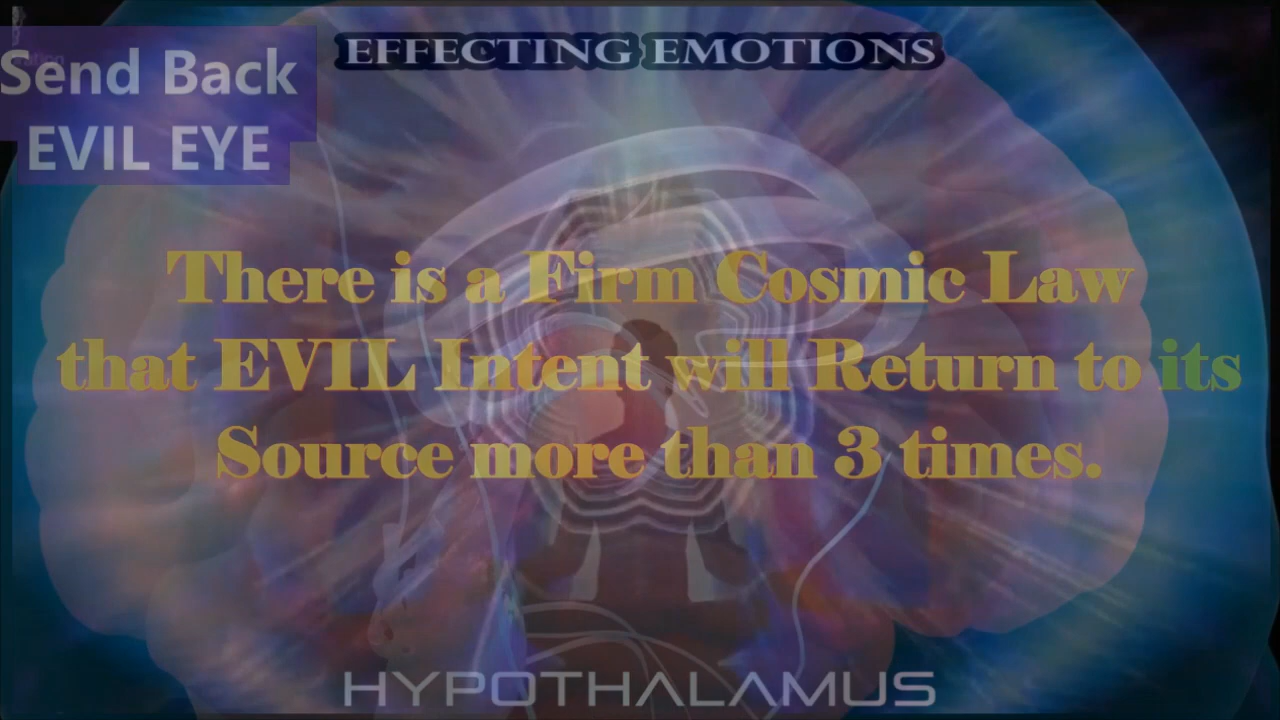 EFFECTING EMOTIONS
Send Back
EVIL EYE
There is a Firm Cosmic Law
that EVIL Intent will Return to its
Source more than 3 times.
HYPOTHALAMUS